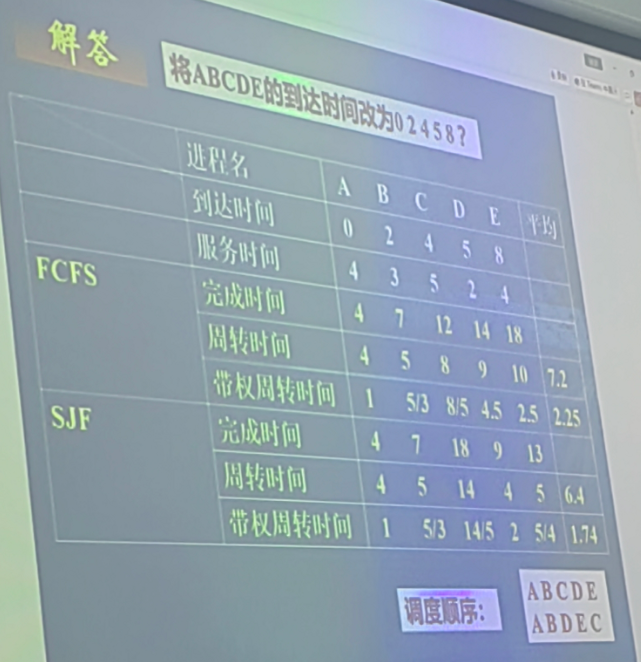 解答
将ABCDE的到达时间改为0 2 4 5 8？
进程名 A B C D E 平均
到达时间 0 2 4 5 8
服务时间 4 3 5 2 4
FCFS 完成时间 4 7 12 14 18
周转时间 4 5 8 9 10 7.2
带权周转时间 1 5/3 8/5 4.5 2.5 2.25
SJF 完成时间 4 7 18 9 13
周转时间 4 5 14 4 5 6.4
带权周转时间 1 5/3 14/5 2 5/4 1.74
调度顺序：
ABCDE
ABDEC